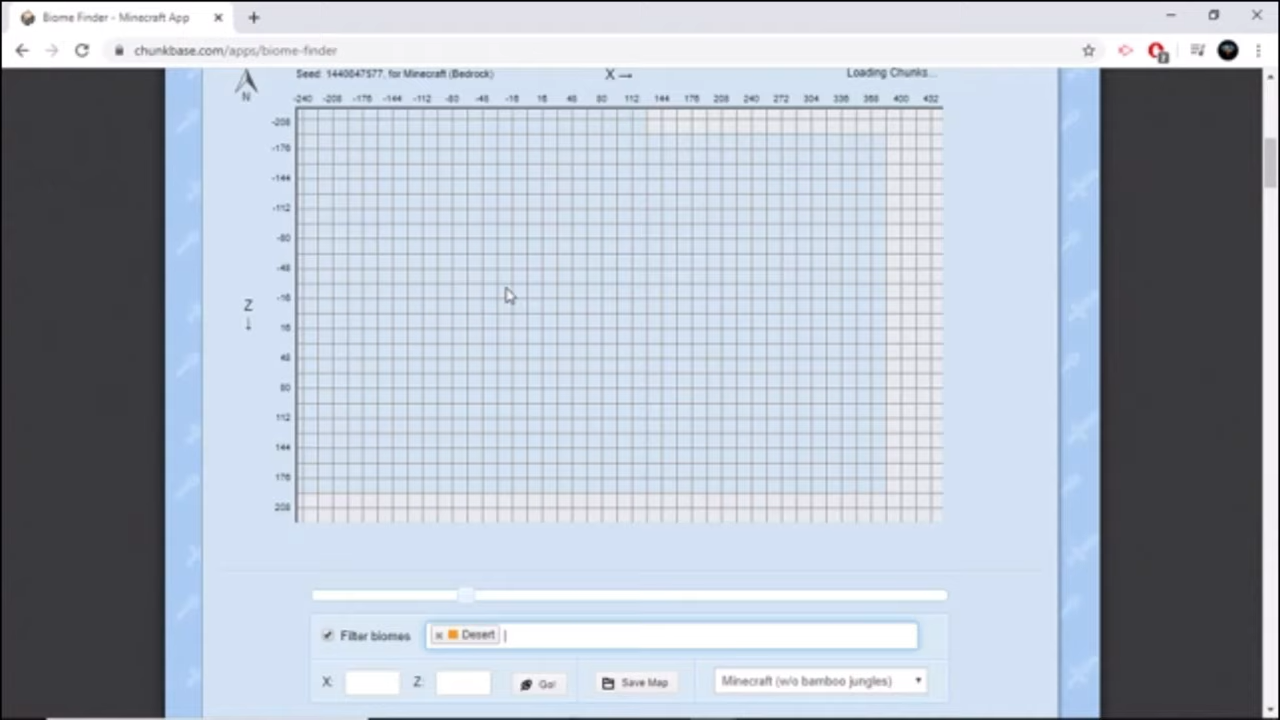 Biome Finder - Minecraft App
chunkbase.com/apps/biome-finder
Seed: 1440847577, for Minecraft (Bedrock)
X →
Loading Chunks...
N
-240 -208 -176 -144 -112 -80 -48 -16 16 48 80 112 144 176 208 240 272 304 336 368 400 432
-208
-176
-144
-112
-80
-48
-16
Z
↓
16
48
80
112
144
176
208
Filter biomes
× Desert
X:
Z:
Go!
Save Map
Minecraft (w/o bamboo jungles)